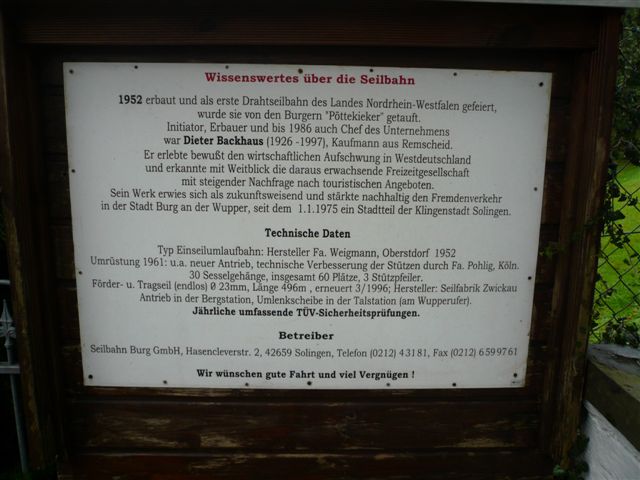 Wissenswertes über die Seilbahn
1952 erbaut und als erste Drahtseilbahn des Landes Nordrhein-Westfalen gefeiert,
wurde sie von den Burgern "Pöttekieker" getauft.
Initiator, Erbauer und bis 1986 auch Chef des Unternehmens
war Dieter Backhaus (1926 -1997), Kaufmann aus Remscheid.
Er erlebte bewußt den wirtschaftlichen Aufschwung in Westdeutschland
und erkannte mit Weitblick die daraus erwachsende Freizeitgesellschaft
mit steigender Nachfrage nach touristischen Angeboten.
Sein Werk erwies sich als zukunftsweisend und stärkte nachhaltig den Fremdenverkehr
in der Stadt Burg an der Wupper, seit dem 1.1.1975 ein Stadtteil der Klingenstadt Solingen.
Technische Daten
Typ Einseilumlaufbahn: Hersteller Fa. Weigmann, Oberstdorf 1952
Umrüstung 1961: u.a. neuer Antrieb, technische Verbesserung der Stützen durch Fa. Pohlig, Köln.
30 Sesselgehänge, insgesamt 60 Plätze, 3 Stützpfeiler.
Förder- u. Tragseil (endlos) Ø 23mm, Länge 496m , erneuert 3/1996; Hersteller: Seilfabrik Zwickau
Antrieb in der Bergstation, Umlenkscheibe in der Talstation (am Wupperufer).
Jährliche umfassende TÜV-Sicherheitsprüfungen.
Betreiber
Seilbahn Burg GmbH, Hasencleverstr. 2, 42659 Solingen, Telefon (0212) 43181, Fax (0212) 6599761
Wir wünschen gute Fahrt und viel Vergnügen !